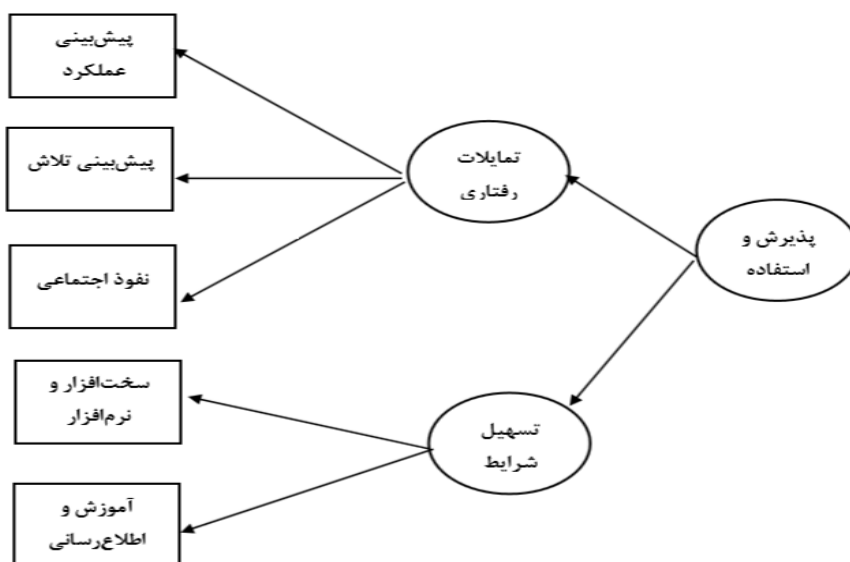 پیش‌بینی
عملکرد
پیش‌بینی تلاش
نفوذ اجتماعی
سخت‌افزار و
نرم‌افزار
آموزش و
اطلاع‌رسانی
تمایلات
رفتاری
تسهیل
شرایط
پذیرش و
استفاده